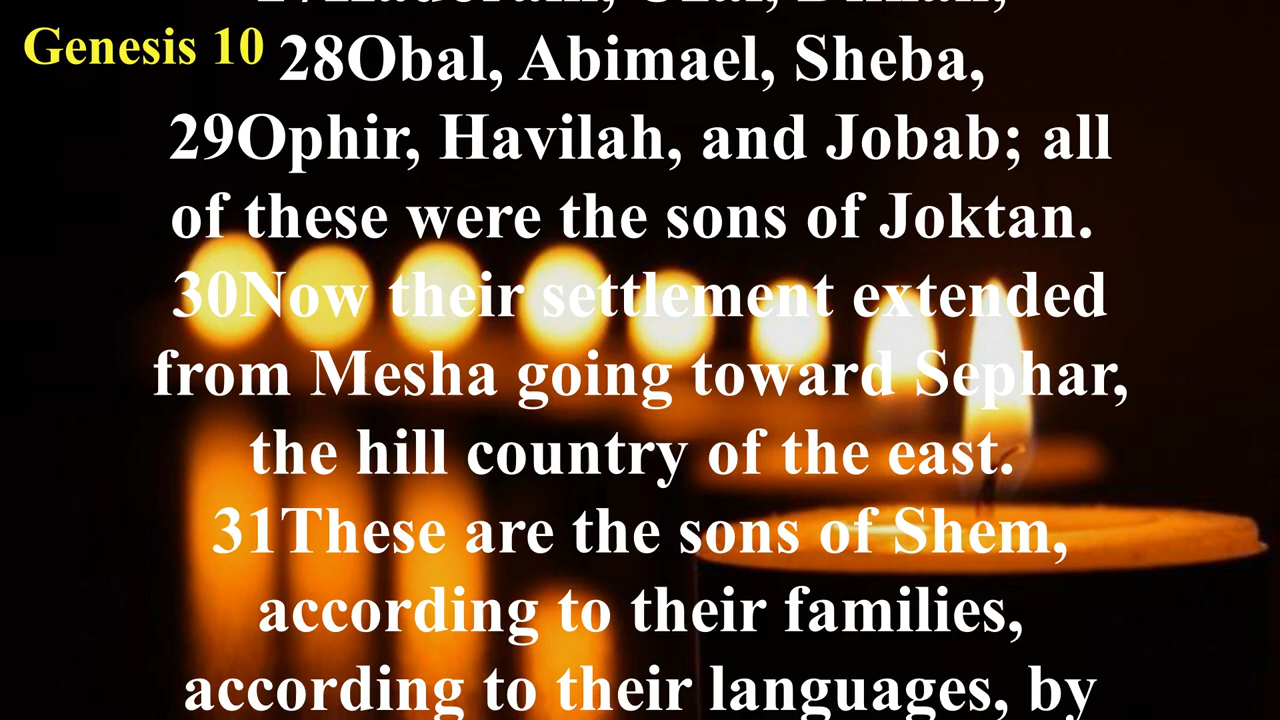 Genesis 10
28Obal, Abimael, Sheba,
29Ophir, Havilah, and Jobab; all
of these were the sons of Joktan.
30Now their settlement extended
from Mesha going toward Sephar,
the hill country of the east.
31These are the sons of Shem,
according to their families,
according to their languages, by